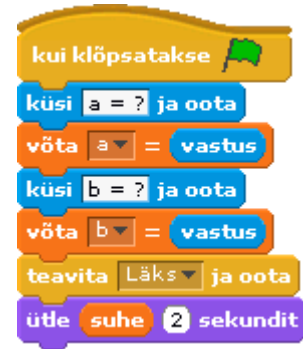 kui klõpsatakse
küsi a = ? ja oota
võta a = vastus
küsi b = ? ja oota
võta b = vastus
teavita Läks ja oota
ütle suhe 2 sekundit